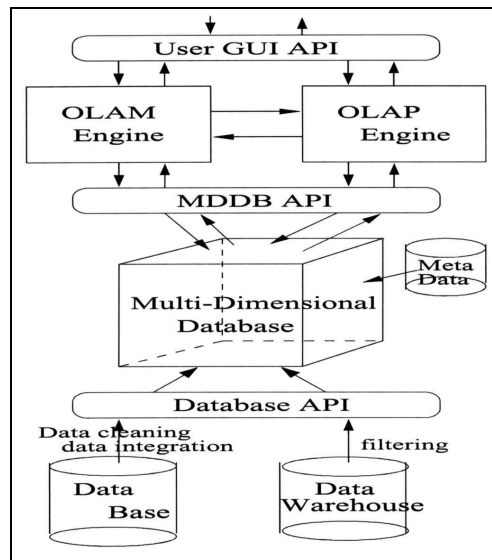 User GUI API
OLAM
Engine
OLAP
Engine
MDDB API
Multi-Dimensional
Database
Meta
Data
Database API
Data cleaning
data integration
filtering
Data
Base
Data
Warehouse